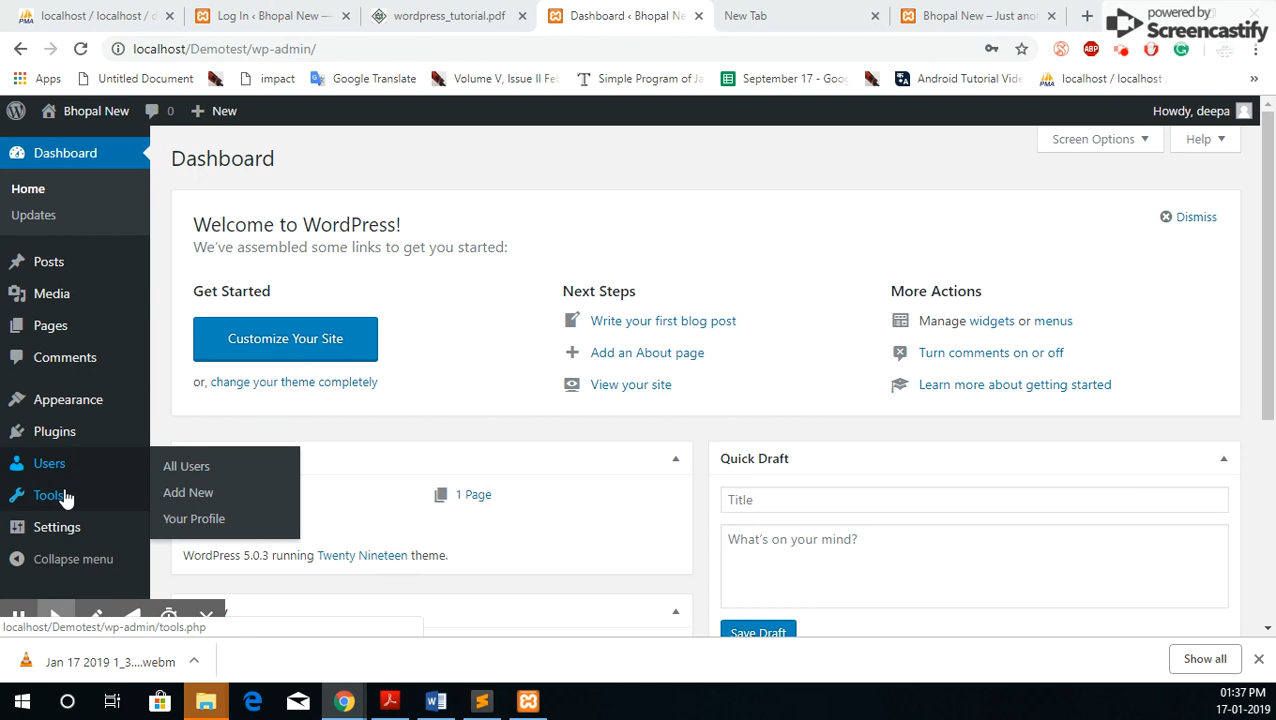 localhost / localhost / d
Log In ‹ Bhopal New —
wordpress_tutorial.pdf
Dashboard ‹ Bhopal Ne
New Tab
Bhopal New – Just anot
powered by
Screencastify
localhost/Demotest/wp-admin/
ABP
Apps
Untitled Document
impact
Google Translate
Volume V, Issue II Fe
Simple Program of Ja
September 17 - Goo
Android Tutorial Vide
localhost / localhost
Bhopal New
0
New
Howdy, deepa
Dashboard
Home
Updates
Posts
Media
Pages
Comments
Appearance
Plugins
Users
Tools
Settings
Collapse menu
All Users
Add New
Your Profile
Screen Options
Help
Dashboard
Welcome to WordPress!
We've assembled some links to get you started:
Dismiss
Get Started
Customize Your Site
or, change your theme completely
Next Steps
Write your first blog post
Add an About page
View your site
More Actions
Manage widgets or menus
Turn comments on or off
Learn more about getting started
1 Page
WordPress 5.0.3 running Twenty Nineteen theme.
Quick Draft
Title
What's on your mind?
Save Draft
localhost/Demotest/wp-admin/tools.php
Jan 17 2019 1_3....webm
Show all
01:37 PM
17-01-2019